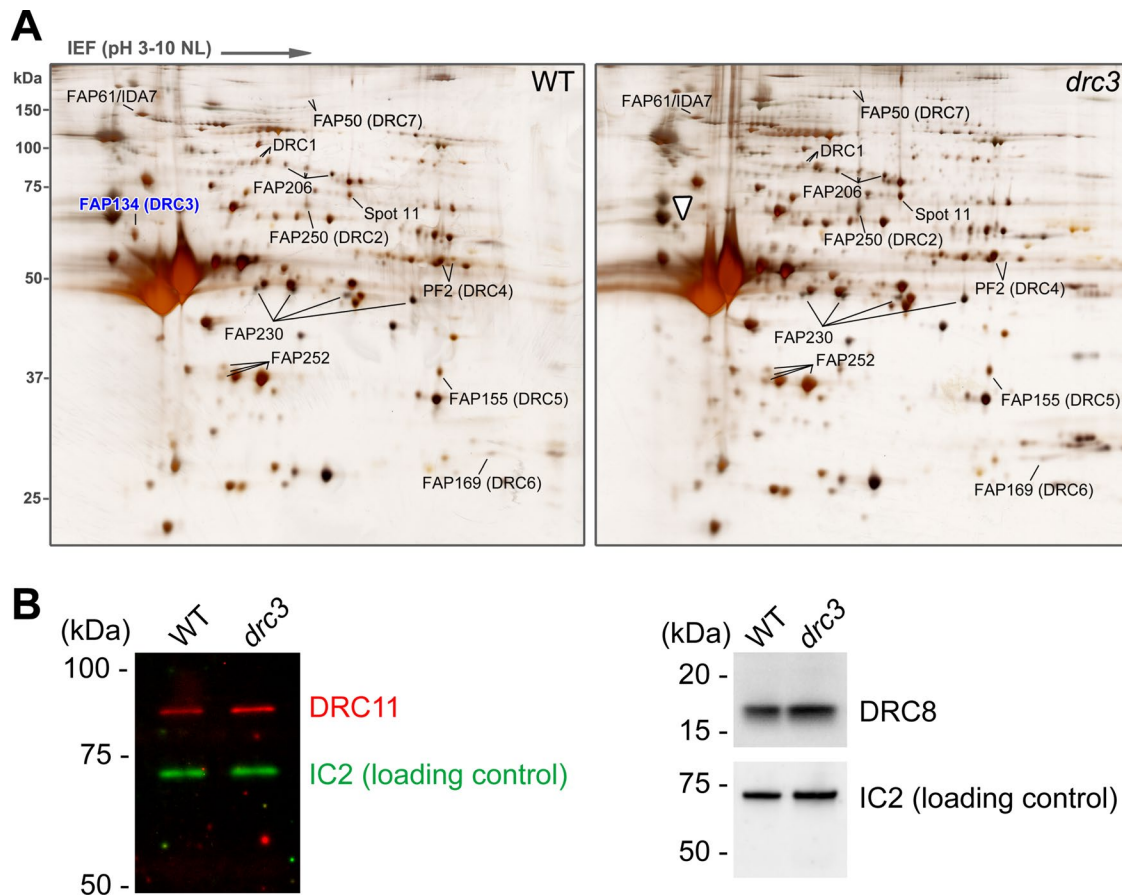 A
IEF (pH 3-10 NL)
kDa
150
100
75
50
37
25
WT
FAP61/IDA7
FAP50 (DRC7)
DRC1
FAP206
FAP134 (DRC3)
Spot 11
FAP250 (DRC2)
PF2 (DRC4)
FAP230
FAP252
FAP155 (DRC5)
FAP169 (DRC6)
drc3
FAP61/IDA7
FAP50 (DRC7)
DRC1
FAP206
Spot 11
FAP250 (DRC2)
PF2 (DRC4)
FAP230
FAP252
FAP155 (DRC5)
FAP169 (DRC6)
B
(kDa)
WT
drc3
100 -
75 -
50 -
DRC11
IC2 (loading control)
(kDa)
WT
drc3
20 -
15 -
DRC8
75 -
50 -
IC2 (loading control)